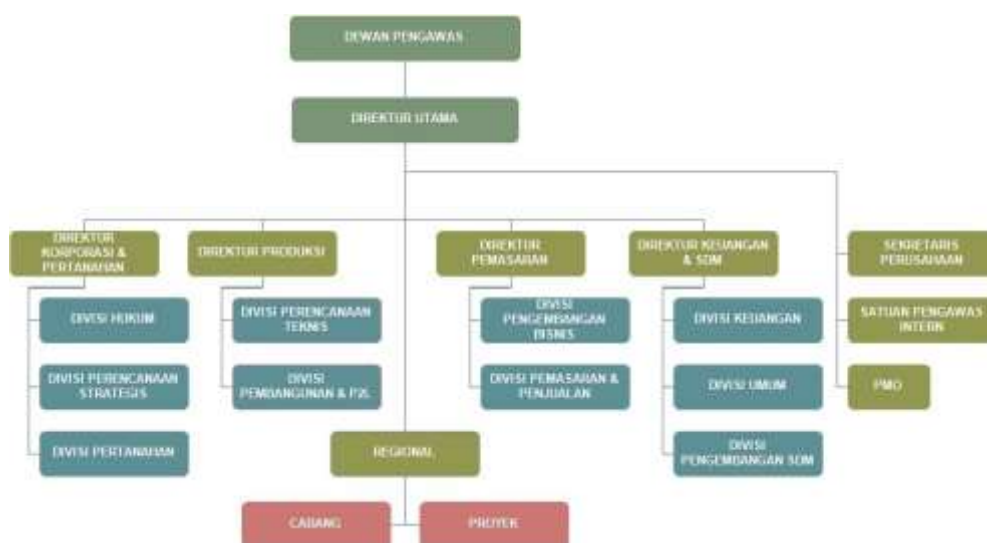 DEWAN PENGAWAS
DIREKTUR UTAMA
DIREKTUR
KORPORASI &
PERTANAHAN
DIREKTUR PRODUKSI
DIREKTUR
PEMASARAN
DIREKTUR KEUANGAN
& SDM
SEKRETARIS
PERUSAHAAN
DIVISI HUKUM
DIVISI PERENCANAAN
TEKNIS
DIVISI
PENGEMBANGAN
BISNIS
DIVISI KEUANGAN
SATUAN PENGAWAS
INTERN
DIVISI PERENCANAAN
STRATEGIS
DIVISI
PEMBANGUNAN & P2L
DIVISI PEMASARAN &
PENJUALAN
DIVISI UMUM
PMO
DIVISI PERTANAHAN
REGIONAL
DIVISI
PENGEMBANGAN SDM
CABANG
PROYEK